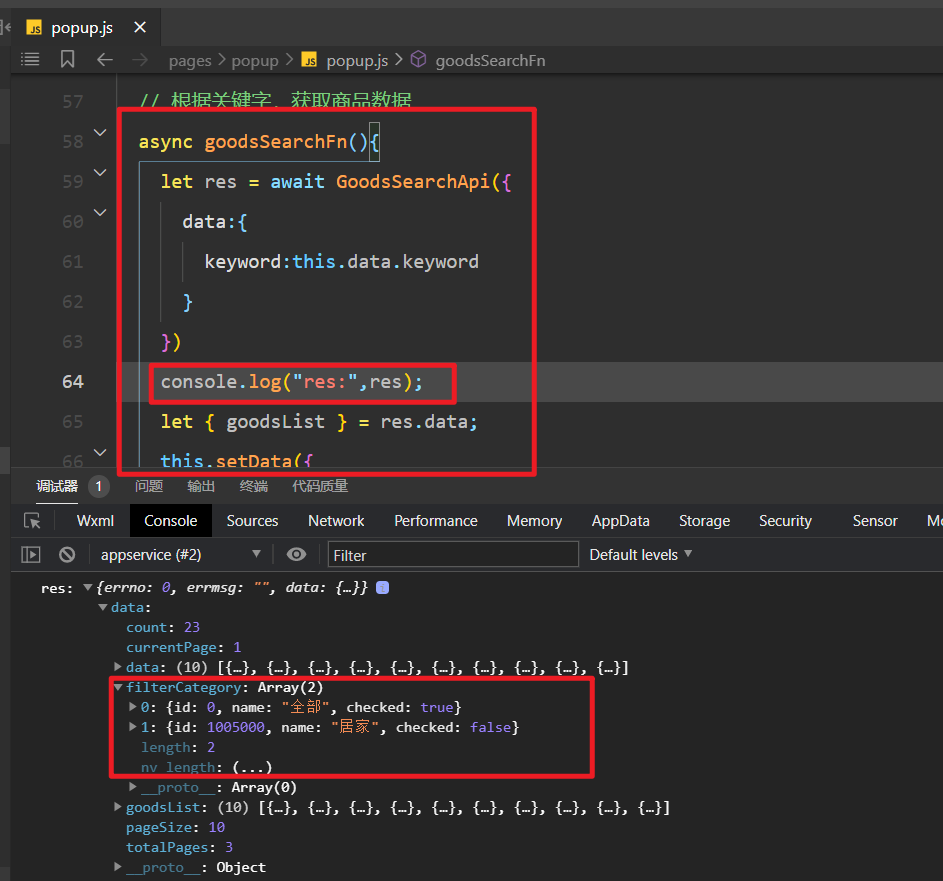 JS popup.js ×
pages > popup > JS popup.js > goodsSearchFn
57 // 根据关键字，获取商品数据
58 async goodsSearchFn(){
59 let res = await GoodsSearchApi({
60 data:{
61 keyword:this.data.keyword
62 }
63 })
64 console.log("res:",res);
65 let { goodsList } = res.data;
66 this.setData({
调试器 1 问题 输出 终端 代码质量
Wxml Console Sources Network Performance Memory AppData Storage Security Sensor Mo
appservice (#2) Filter Default levels
res: {errno: 0, errmsg: "", data: {…}} i
data:
count: 23
currentPage: 1
data: (10) [{…}, {…}, {…}, {…}, {…}, {…}, {…}, {…}, {…}, {…}]
filterCategory: Array(2)
0: {id: 0, name: "全部", checked: true}
1: {id: 1005000, name: "居家", checked: false}
length: 2
nv_length: (...)
__proto__: Array(0)
goodsList: (10) [{…}, {…}, {…}, {…}, {…}, {…}, {…}, {…}, {…}, {…}]
pageSize: 10
totalPages: 3
__proto__: Object